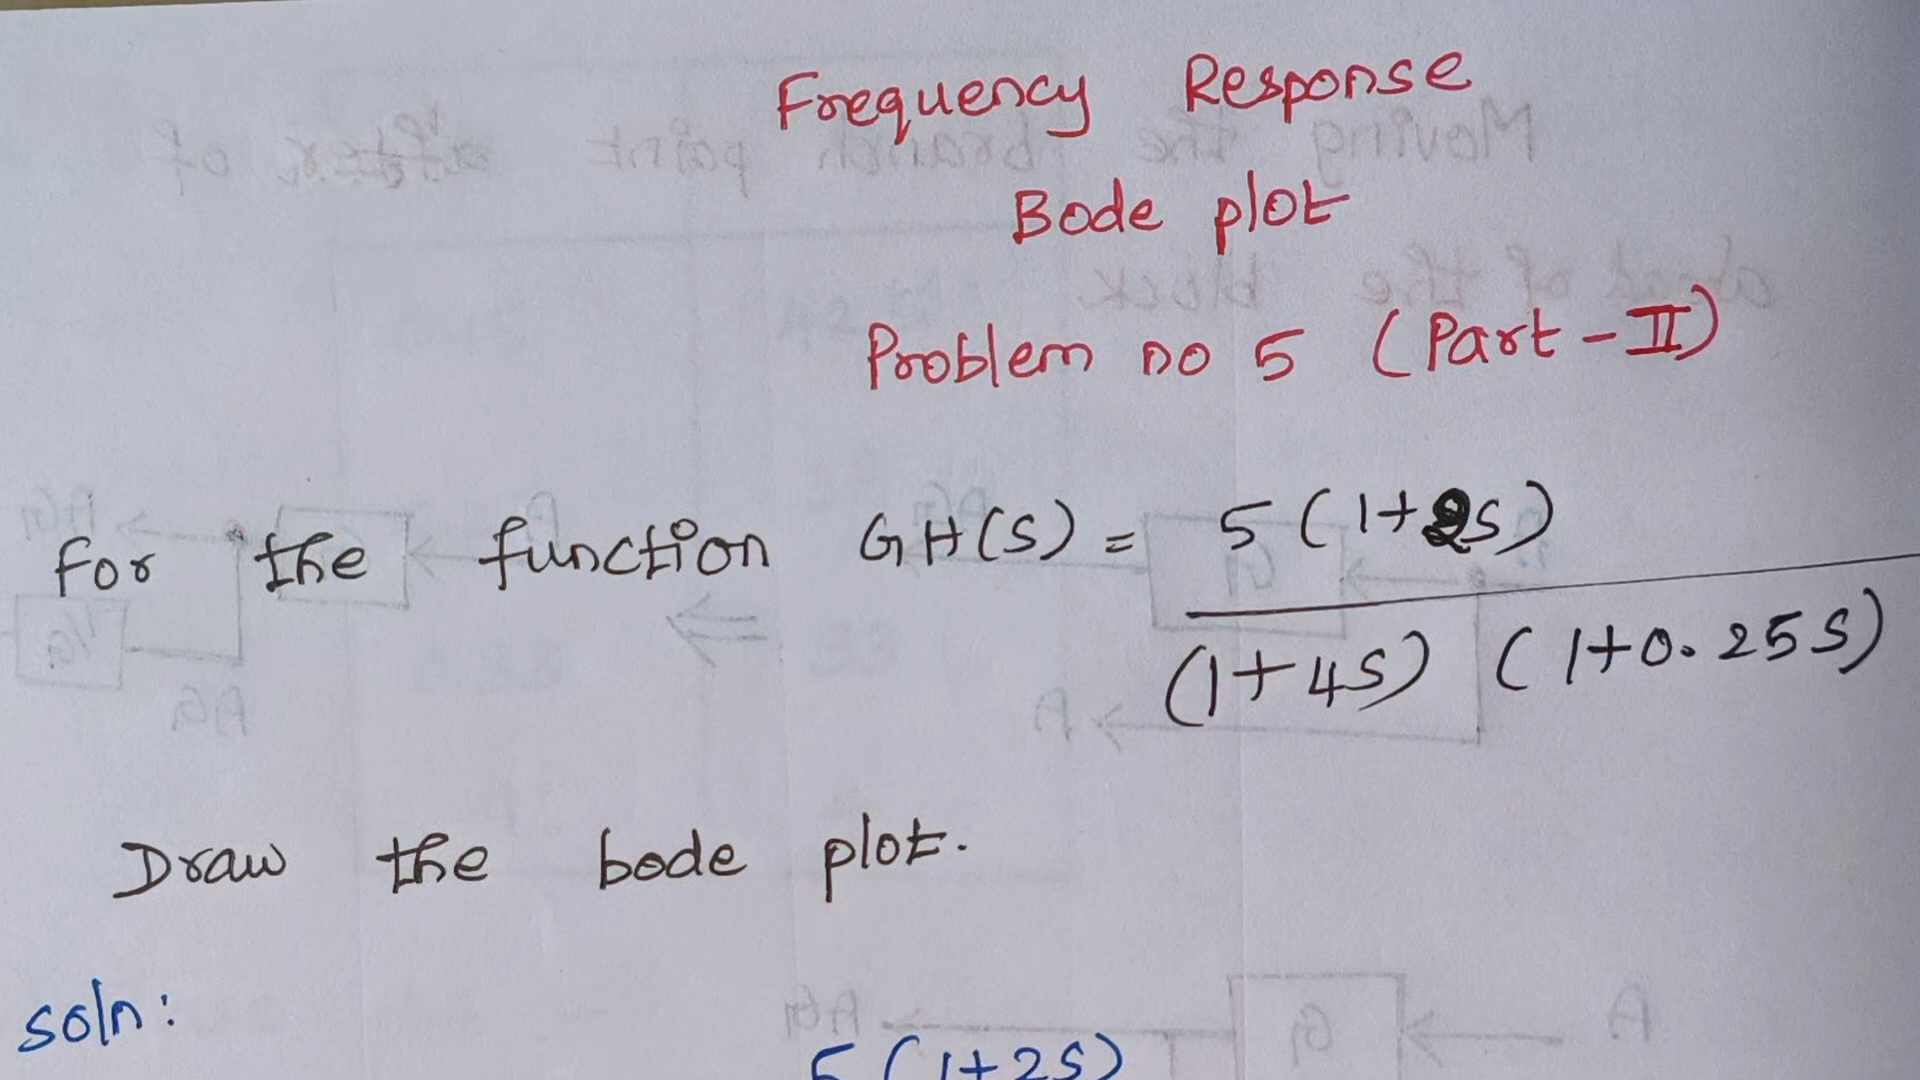 Frequency Response
Bode plot
Problem no 5 (Part-II)
For the function GH(S) = 5(1+2S)
(1+4S) (1+0.25S)
Draw the bode plot.
soln:
5(1+2S)